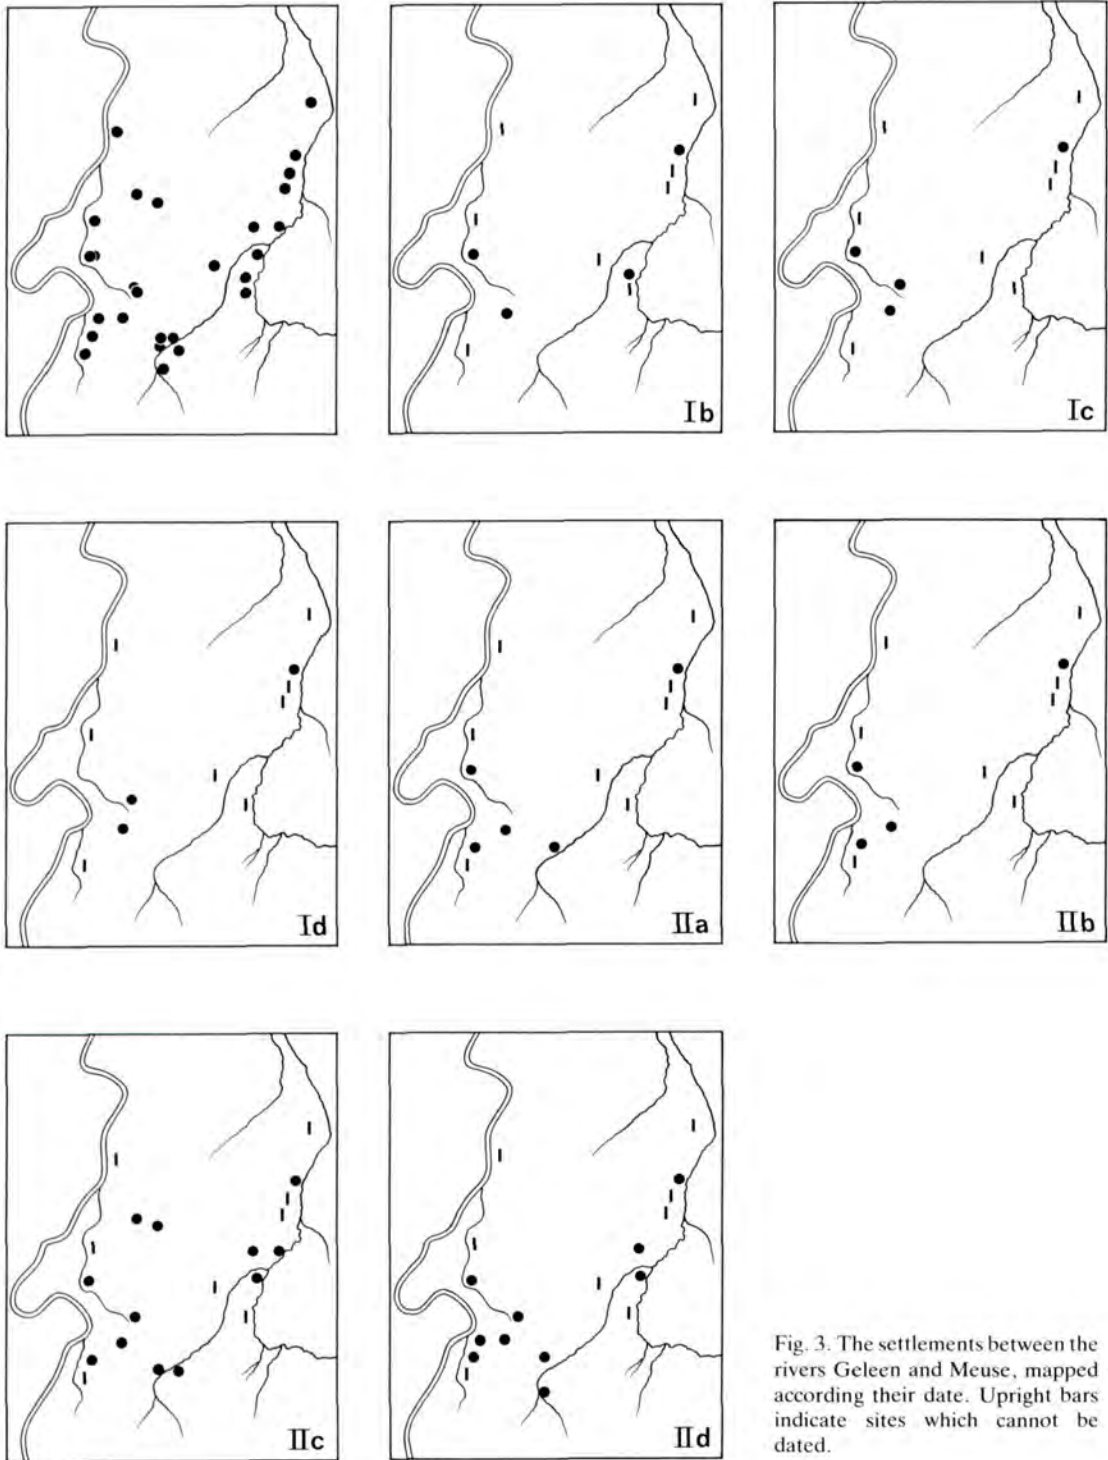 Ib
Ic
Id
IIa
IIb
IIc
IId
Fig. 3. The settlements between the
rivers Geleen and Meuse, mapped
according their date. Upright bars
indicate sites which cannot be
dated.